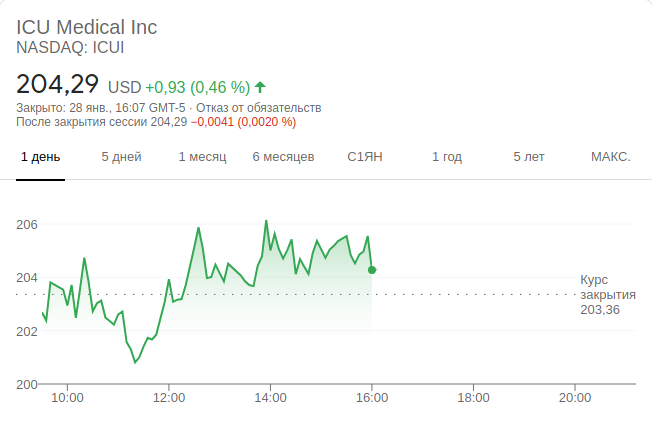 ICU Medical Inc
NASDAQ: ICUI
204,29 USD +0,93 (0,46 %)
Закрыто: 28 янв., 16:07 GMT-5 · Отказ от обязательств
После закрытия сессии 204,29 −0,0041 (0,0020 %)
1 день 5 дней 1 месяц 6 месяцев С1ЯН 1 год 5 лет МАКС.
206
204
Курс
закрытия
203,36
202
200
10:00 12:00 14:00 16:00 18:00 20:00